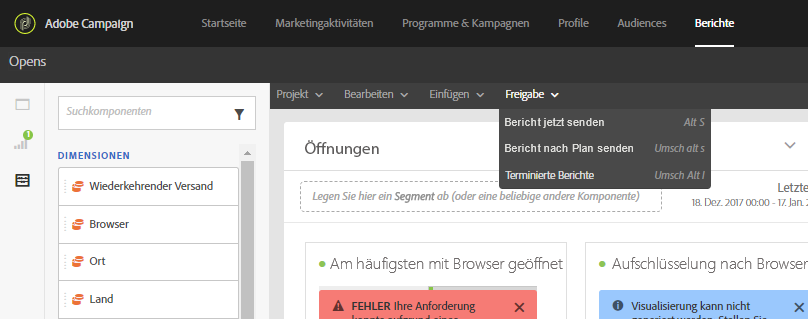 Adobe Campaign Startseite Marketingaktivitäten Programme & Kampagnen Profile Audiences Berichte
Opens
Projekt Bearbeiten Einfügen Freigabe
Suchkomponenten
1
DIMENSIONEN
Wiederkehrender Versand
Browser
Ort
Land
Bericht jetzt senden Alt S
Bericht nach Plan senden Umsch alt s
Terminierte Berichte Umsch Alt I
Öffnungen
Legen Sie hier ein Segment ab (oder eine beliebige andere Komponente)
Letzte
18. Dez. 2017 00:00 - 17. Jan. 2
Am häufigsten mit Browser geöffnet
FEHLER Ihre Anforderung
Aufschlüsselung nach Browser
Visualisierung kann nicht